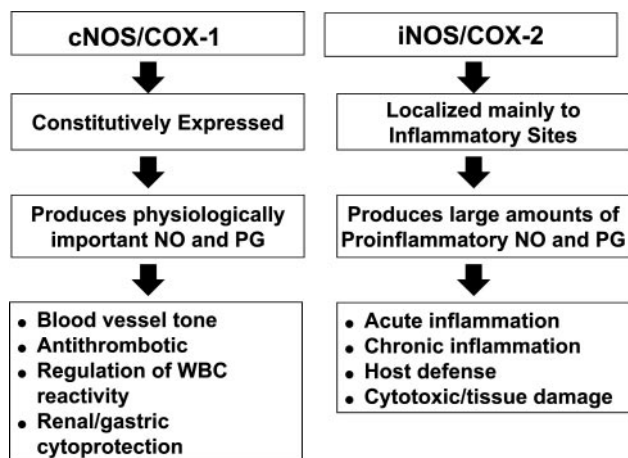 cNOS/COX-1
Constitutively Expressed
Produces physiologically
important NO and PG
• Blood vessel tone
• Antithrombotic
• Regulation of WBC
reactivity
• Renal/gastric
cytoprotection
iNOS/COX-2
Localized mainly to
Inflammatory Sites
Produces large amounts of
Proinflammatory NO and PG
• Acute inflammation
• Chronic inflammation
• Host defense
• Cytotoxic/tissue damage